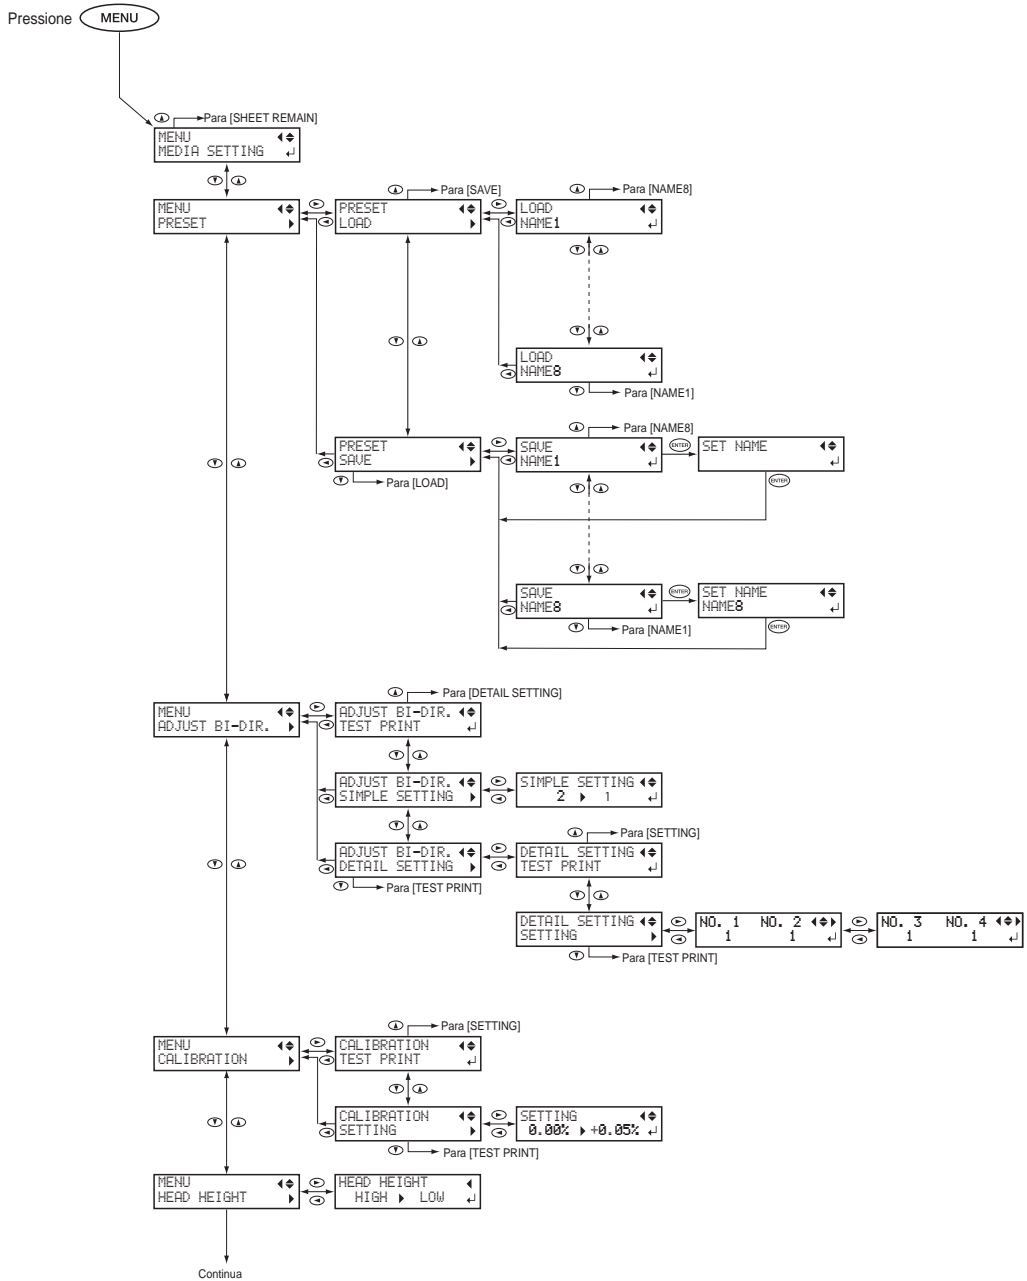 Pressione MENU
Para [SHEET REMAIN]
MENU
MEDIA SETTING
Para [SAVE]
Para [NAME8]
MENU
PRESET
PRESET
LOAD
LOAD
NAME1
LOAD
NAME8
Para [NAME1]
Para [NAME8]
PRESET
SAVE
SAVE
NAME1
ENTER
SET NAME
Para [LOAD]
ENTER
SAVE
NAME8
ENTER
SET NAME
NAME8
Para [NAME1]
ENTER
Para [DETAIL SETTING]
MENU
ADJUST BI-DIR.
ADJUST BI-DIR.
TEST PRINT
ADJUST BI-DIR.
SIMPLE SETTING
SIMPLE SETTING
2 1
Para [SETTING]
ADJUST BI-DIR.
DETAIL SETTING
DETAIL SETTING
TEST PRINT
Para [TEST PRINT]
DETAIL SETTING
SETTING
NO. 1 NO. 2
1 1
NO. 3 NO. 4
1 1
Para [TEST PRINT]
Para [SETTING]
MENU
CALIBRATION
CALIBRATION
TEST PRINT
CALIBRATION
SETTING
SETTING
0.00% +0.05%
Para [TEST PRINT]
MENU
HEAD HEIGHT
HEAD HEIGHT
HIGH LOW
Continua